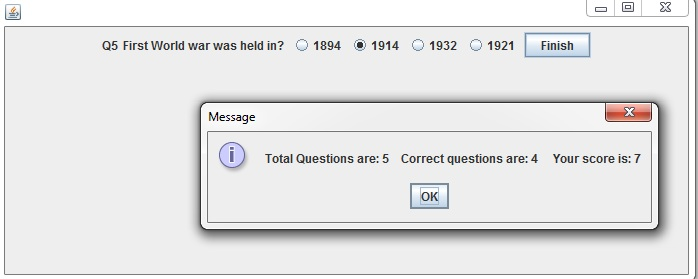 Q5 First World war was held in? 1894 1914 1932 1921 Finish
Message
i
Total Questions are: 5 Correct questions are: 4 Your score is: 7
OK